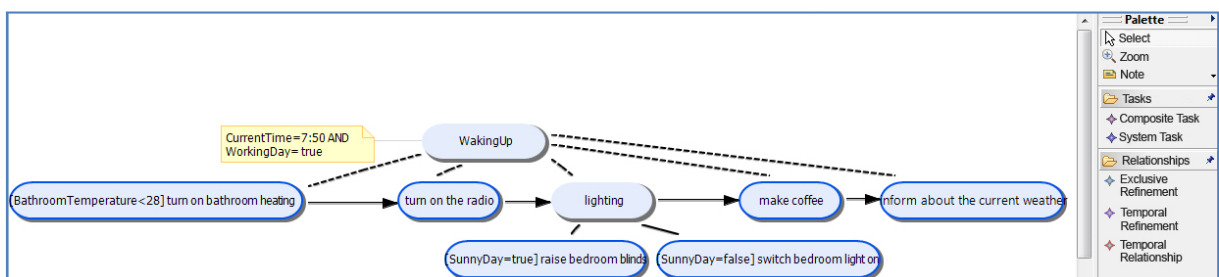 CurrentTime=7:50 AND
WorkingDay= true
WakingUp
[BathroomTemperature<28] turn on bathroom heating
turn on the radio
lighting
make coffee
nform about the current weather
[SunnyDay=true] raise bedroom blinds
[SunnyDay=false] switch bedroom light on
Palette
Select
Zoom
Note
Tasks
Composite Task
System Task
Relationships
Exclusive
Refinement
Temporal
Refinement
Temporal
Relationship